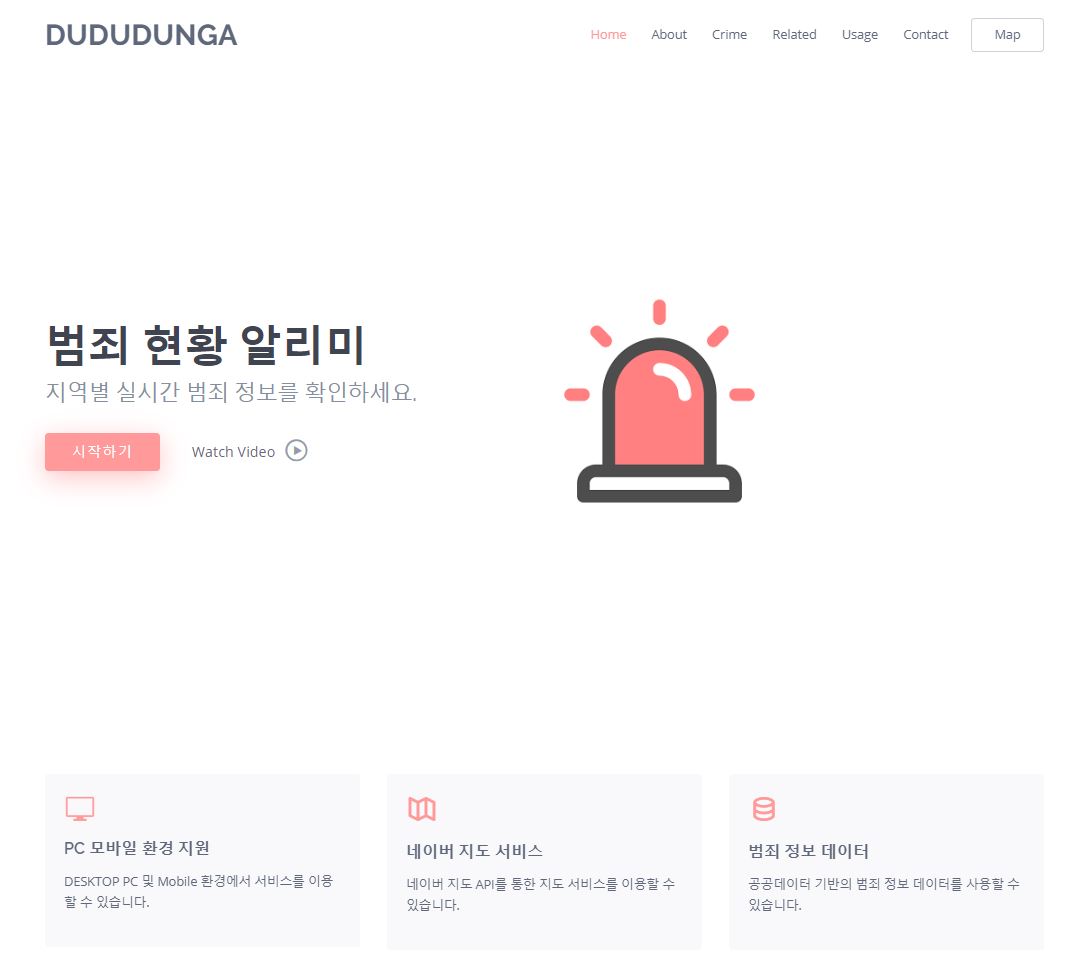 DUDUDUNGA
Home About Crime Related Usage Contact Map
범죄 현황 알리미
지역별 실시간 범죄 정보를 확인하세요.
시작하기 Watch Video
PC 모바일 환경 지원
DESKTOP PC 및 Mobile 환경에서 서비스를 이용
할 수 있습니다.
네이버 지도 서비스
네이버 지도 API를 통한 지도 서비스를 이용할 수
있습니다.
범죄 정보 데이터
공공데이터 기반의 범죄 정보 데이터를 사용할 수
있습니다.